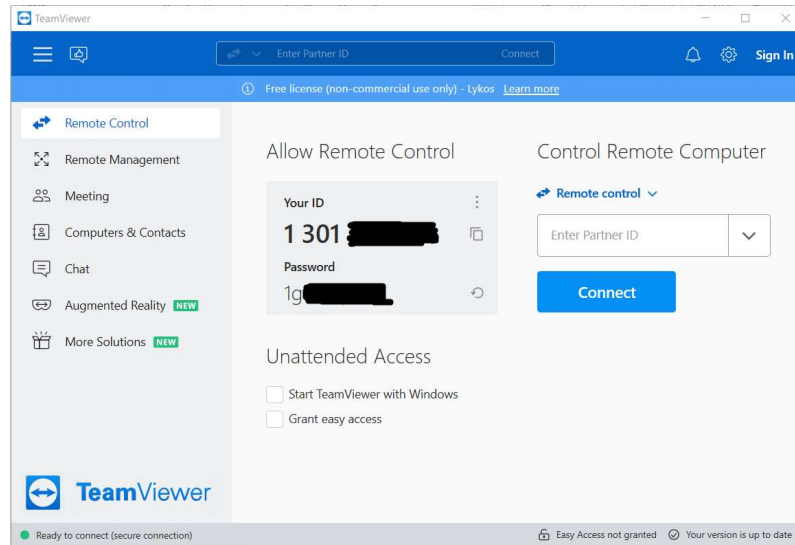 TeamViewer
Enter Partner ID Connect
Sign In
Free license (non-commercial use only) - Lykos Learn more
Remote Control
Remote Management
Meeting
Computers & Contacts
Chat
Augmented Reality NEW
More Solutions NEW
TeamViewer
Allow Remote Control
Your ID
1 301
Password
1g
Unattended Access
Start TeamViewer with Windows
Grant easy access
Control Remote Computer
Remote control
Enter Partner ID
Connect
Ready to connect (secure connection)
Easy Access not granted
Your version is up to date